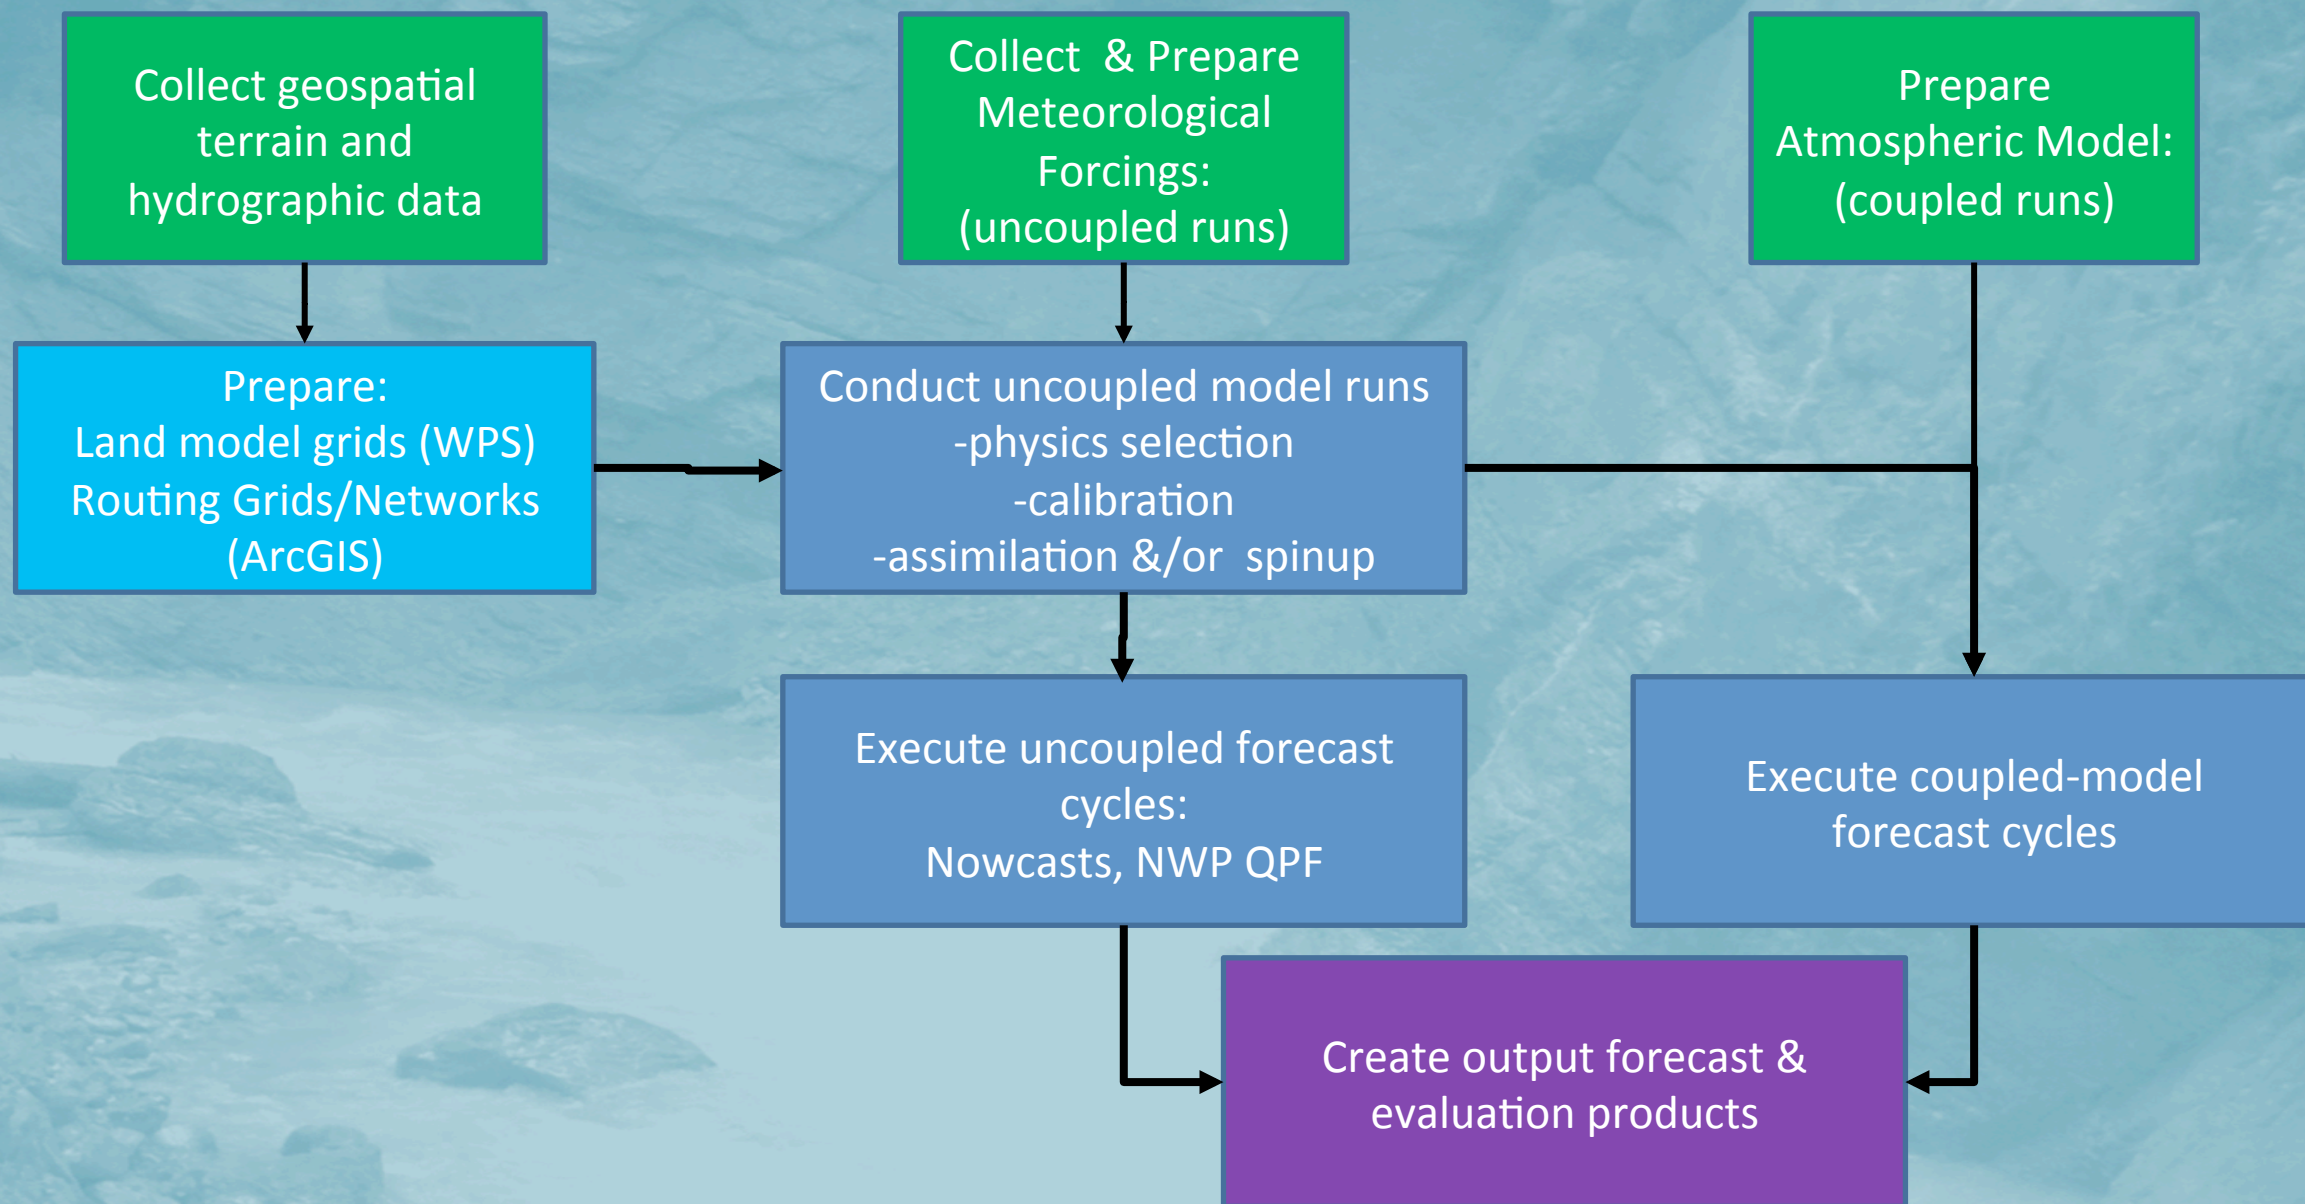 Collect geospatial
terrain and
hydrographic data
Collect & Prepare
Meteorological
Forcings:
(uncoupled runs)
Prepare
Atmospheric Model:
(coupled runs)
Prepare:
Land model grids (WPS)
Routing Grids/Networks
(ArcGIS)
Conduct uncoupled model runs
-physics selection
-calibration
-assimilation &/or spinup
Execute uncoupled forecast
cycles:
Nowcasts, NWP QPF
Execute coupled-model
forecast cycles
Create output forecast &
evaluation products